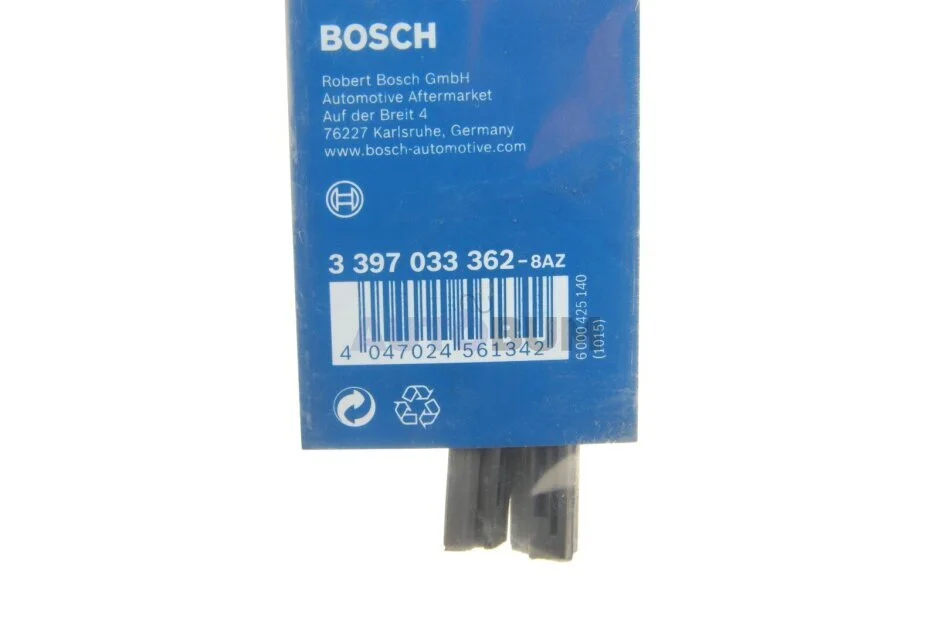 BOSCH
Robert Bosch GmbH
Automotive Aftermarket
Auf der Breit 4
76227 Karlsruhe, Germany
www.bosch-automotive.com
3 397 033 362-8AZ
4 047024 561342
6 000 425 140
(1015)